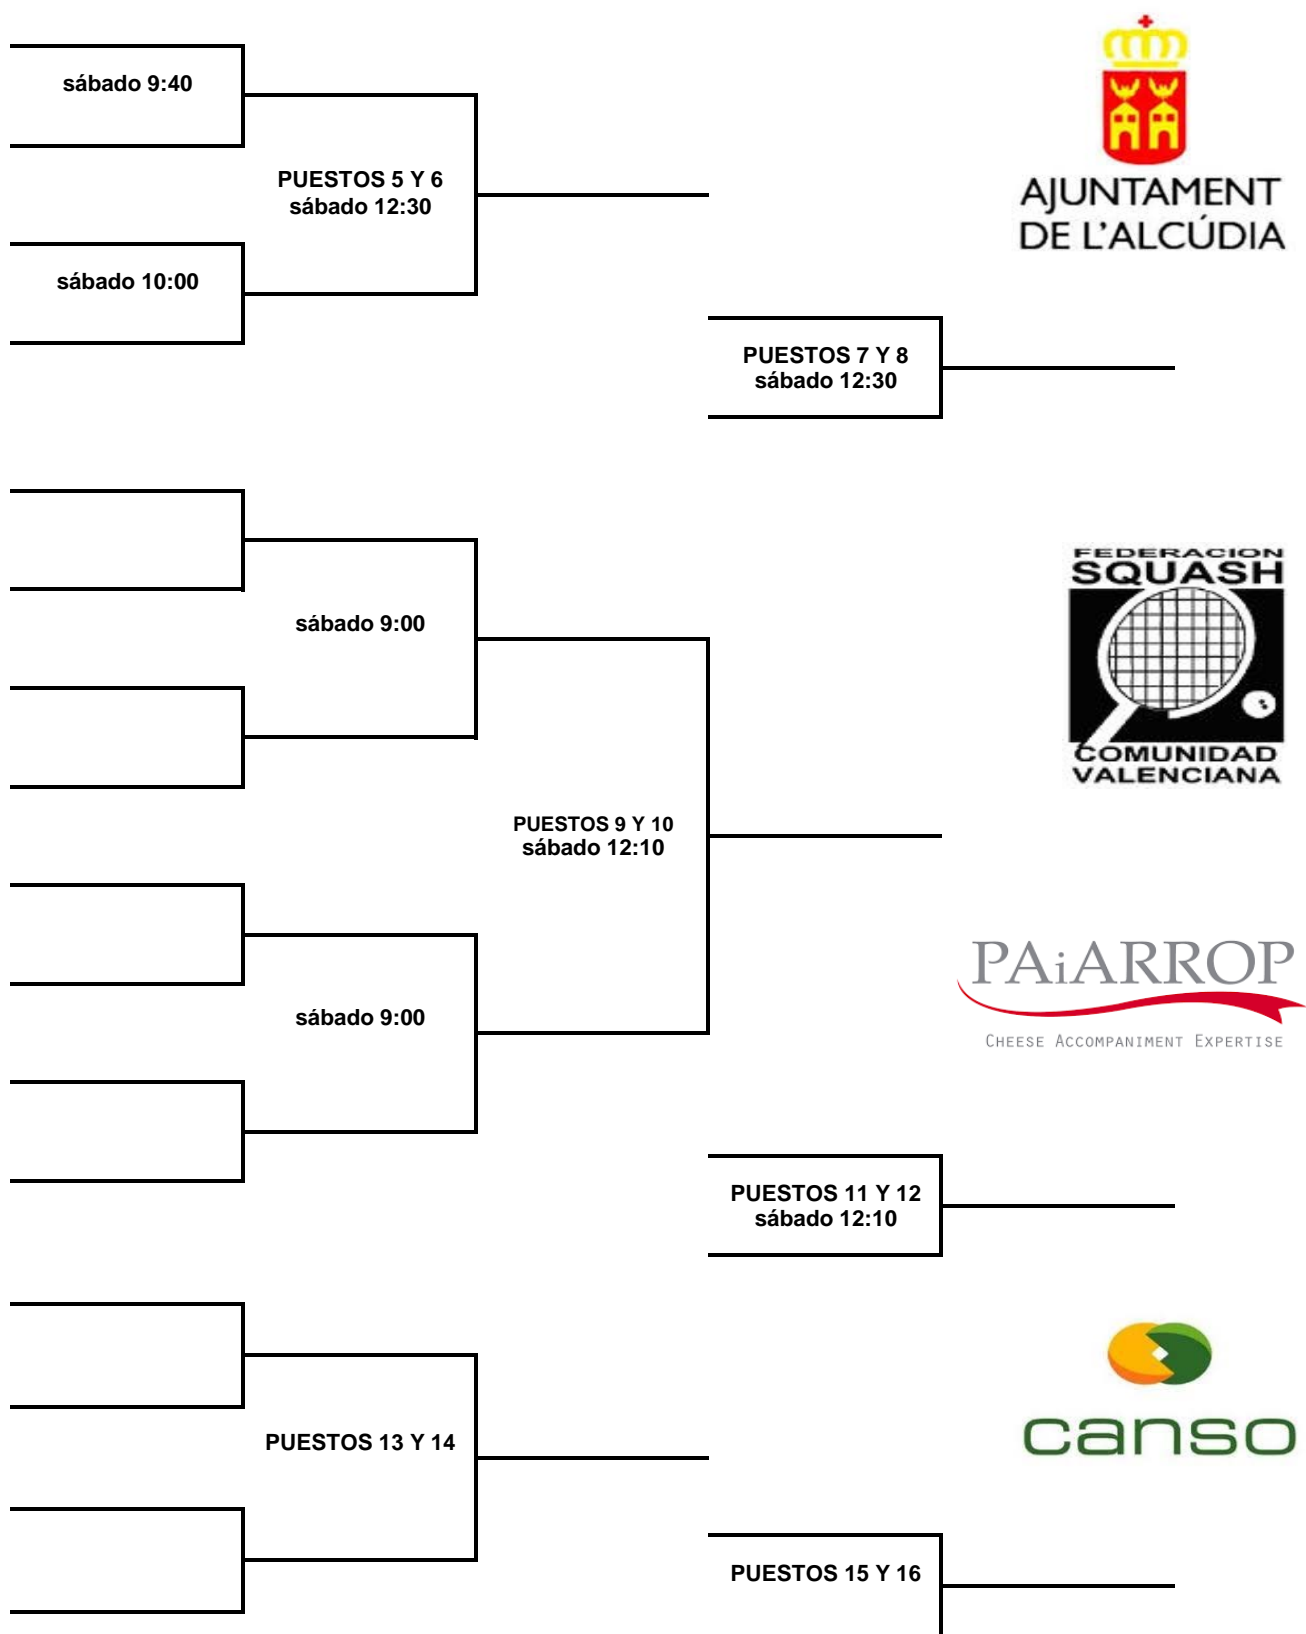 sábado 9:40
PUESTOS 5 Y 6
sábado 12:30
AJUNTAMENT
DE L'ALCÚDIA
sábado 10:00
PUESTOS 7 Y 8
sábado 12:30
FEDERACION
SQUASH
COMUNIDAD
VALENCIANA
sábado 9:00
PUESTOS 9 Y 10
sábado 12:10
PAiARROP
CHEESE ACCOMPANIMENT EXPERTISE
sábado 9:00
PUESTOS 11 Y 12
sábado 12:10
canso
PUESTOS 13 Y 14
PUESTOS 15 Y 16